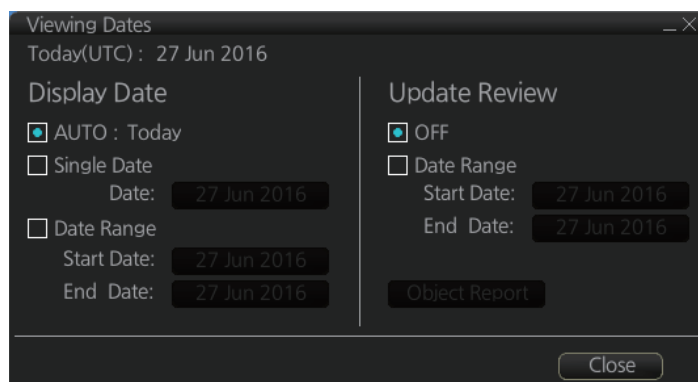 Viewing Dates
Today(UTC) : 27 Jun 2016
Display Date
AUTO : Today
Single Date
Date: 27 Jun 2016
Date Range
Start Date: 27 Jun 2016
End Date: 27 Jun 2016
Update Review
OFF
Date Range
Start Date: 27 Jun 2016
End Date: 27 Jun 2016
Object Report
Close